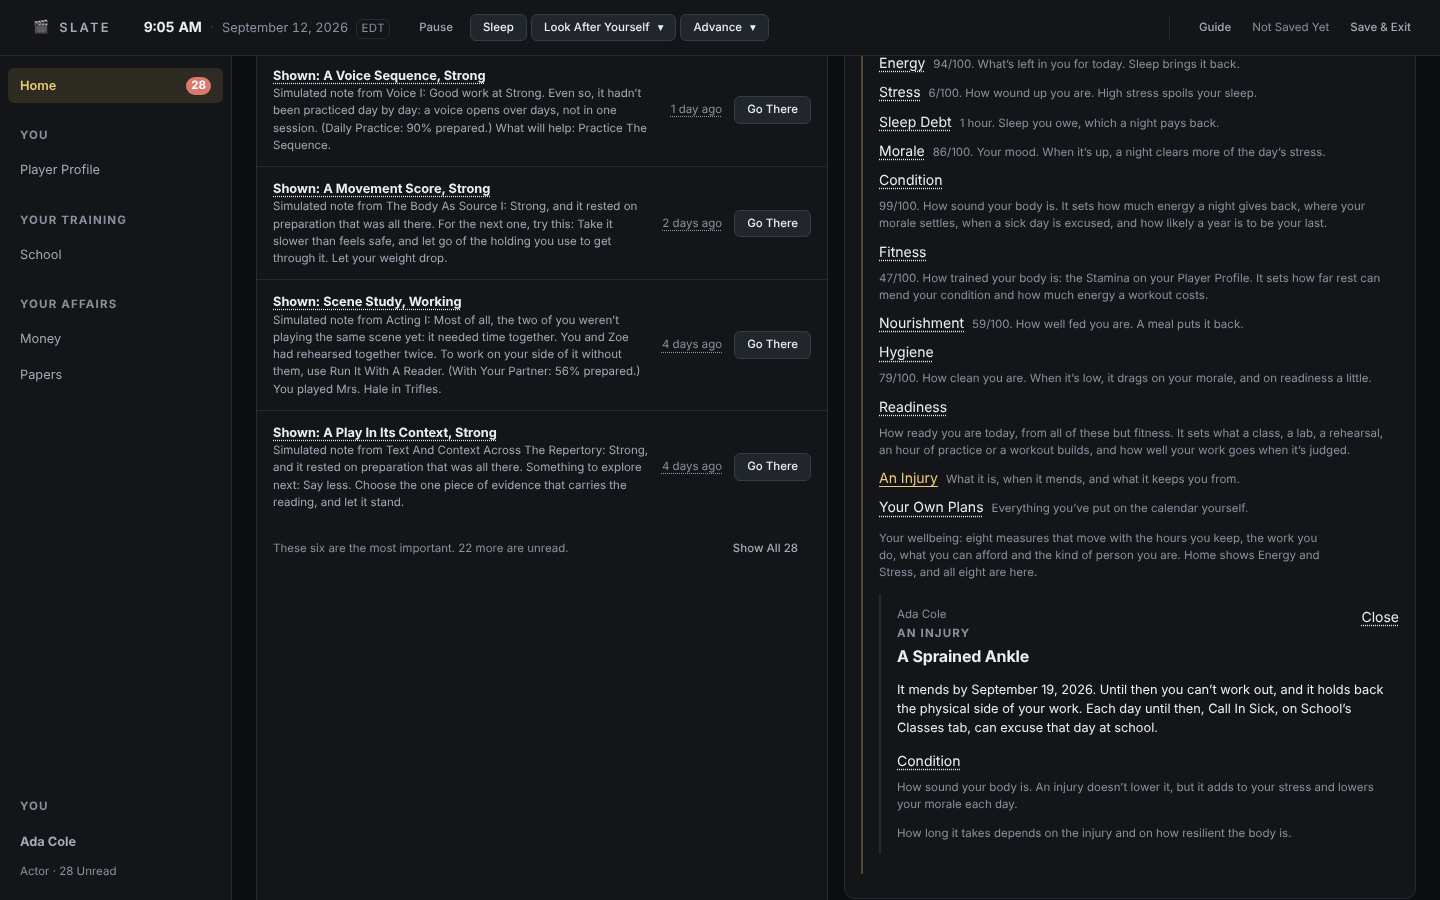 SLATE
9:05 AM · September 12, 2026 EDT
Pause
Sleep
Look After Yourself ▾
Advance ▾
Guide
Not Saved Yet
Save & Exit
Home 28
YOU
Player Profile
YOUR TRAINING
School
YOUR AFFAIRS
Money
Papers
YOU
Ada Cole
Actor · 28 Unread
Shown: A Voice Sequence, Strong
Simulated note from Voice I: Good work at Strong. Even so, it hadn't
been practiced day by day: a voice opens over days, not in one
session. (Daily Practice: 90% prepared.) What will help: Practice The
Sequence.
1 day ago
Go There
Shown: A Movement Score, Strong
Simulated note from The Body As Source I: Strong, and it rested on
preparation that was all there. For the next one, try this: Take it
slower than feels safe, and let go of the holding you use to get
through it. Let your weight drop.
2 days ago
Go There
Shown: Scene Study, Working
Simulated note from Acting I: Most of all, the two of you weren't
playing the same scene yet: it needed time together. You and Zoe
had rehearsed together twice. To work on your side of it without
them, use Run It With A Reader. (With Your Partner: 56% prepared.)
You played Mrs. Hale in Trifles.
4 days ago
Go There
Shown: A Play In Its Context, Strong
Simulated note from Text And Context Across The Repertory: Strong,
and it rested on preparation that was all there. Something to explore
next: Say less. Choose the one piece of evidence that carries the
reading, and let it stand.
4 days ago
Go There
These six are the most important. 22 more are unread.
Show All 28
Energy 94/100. What's left in you for today. Sleep brings it back.
Stress 6/100. How wound up you are. High stress spoils your sleep.
Sleep Debt 1 hour. Sleep you owe, which a night pays back.
Morale 86/100. Your mood. When it's up, a night clears more of the day's stress.
Condition
99/100. How sound your body is. It sets how much energy a night gives back, where your
morale settles, when a sick day is excused, and how likely a year is to be your last.
Fitness
47/100. How trained your body is: the Stamina on your Player Profile. It sets how far rest can
mend your condition and how much energy a workout costs.
Nourishment 59/100. How well fed you are. A meal puts it back.
Hygiene
79/100. How clean you are. When it's low, it drags on your morale, and on readiness a little.
Readiness
How ready you are today, from all of these but fitness. It sets what a class, a lab, a rehearsal,
an hour of practice or a workout builds, and how well your work goes when it's judged.
An Injury What it is, when it mends, and what it keeps you from.
Your Own Plans Everything you've put on the calendar yourself.
Your wellbeing: eight measures that move with the hours you keep, the work you
do, what you can afford and the kind of person you are. Home shows Energy and
Stress, and all eight are here.
Ada Cole
Close
AN INJURY
A Sprained Ankle
It mends by September 19, 2026. Until then you can't work out, and it holds back
the physical side of your work. Each day until then, Call In Sick, on School's
Classes tab, can excuse that day at school.
Condition
How sound your body is. An injury doesn't lower it, but it adds to your stress and lowers
your morale each day.
How long it takes depends on the injury and on how resilient the body is.